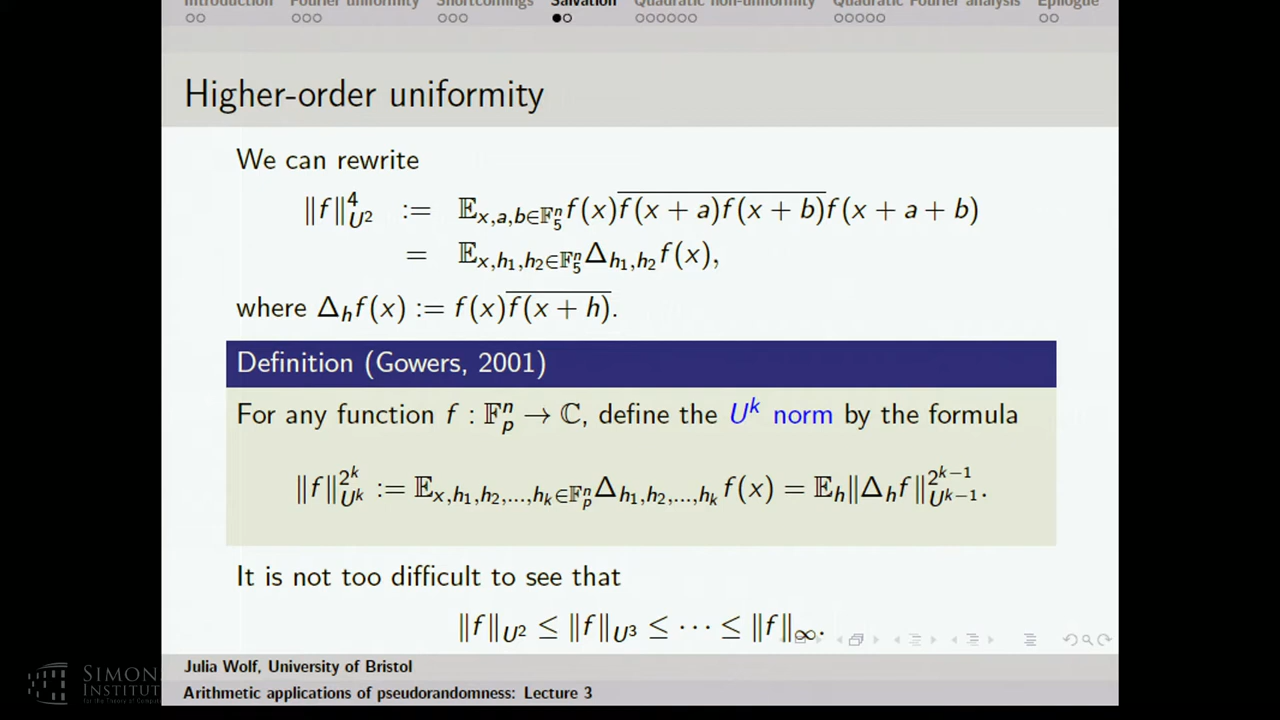 Introduction Fourier uniformity Shortcomings Salvation Quadratic non-uniformity Quadratic Fourier analysis Epilogue
Higher-order uniformity
We can rewrite
‖f‖⁴_{U²} := 𝔼_{x,a,b∈𝔽₅ⁿ} f(x)\overline{f(x + a)f(x + b)}f(x + a + b)
= 𝔼_{x,h₁,h₂∈𝔽₅ⁿ} Δ_{h₁,h₂} f(x),
where Δ_h f(x) := f(x)\overline{f(x + h)}.
Definition (Gowers, 2001)
For any function f : 𝔽_pⁿ → ℂ, define the Uᵏ norm by the formula
‖f‖^{2^k}_{U^k} := 𝔼_{x,h₁,h₂,...,h_k∈𝔽_pⁿ} Δ_{h₁,h₂,...,h_k} f(x) = 𝔼_h‖Δ_h f‖^{2^{k−1}}_{U^{k−1}}.
It is not too difficult to see that
‖f‖_{U²} ≤ ‖f‖_{U³} ≤ ··· ≤ ‖f‖_∞.
Julia Wolf, University of Bristol
Arithmetic applications of pseudorandomness: Lecture 3